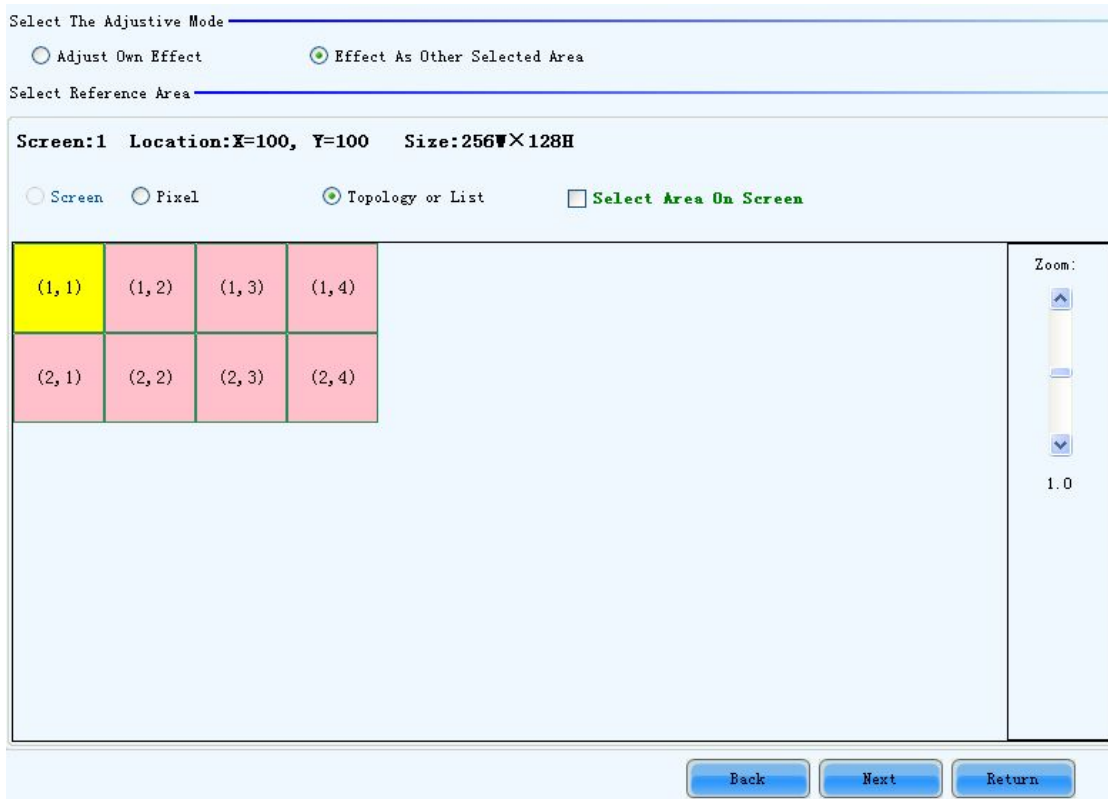 Select The Adjustive Mode
Adjust Own Effect Effect As Other Selected Area
Select Reference Area
Screen:1 Location:X=100, Y=100 Size:256W×128H
Screen Pixel Topology or List Select Area On Screen
Zoom:
(1, 1) (1, 2) (1, 3) (1, 4)
(2, 1) (2, 2) (2, 3) (2, 4)
1.0
Back Next Return